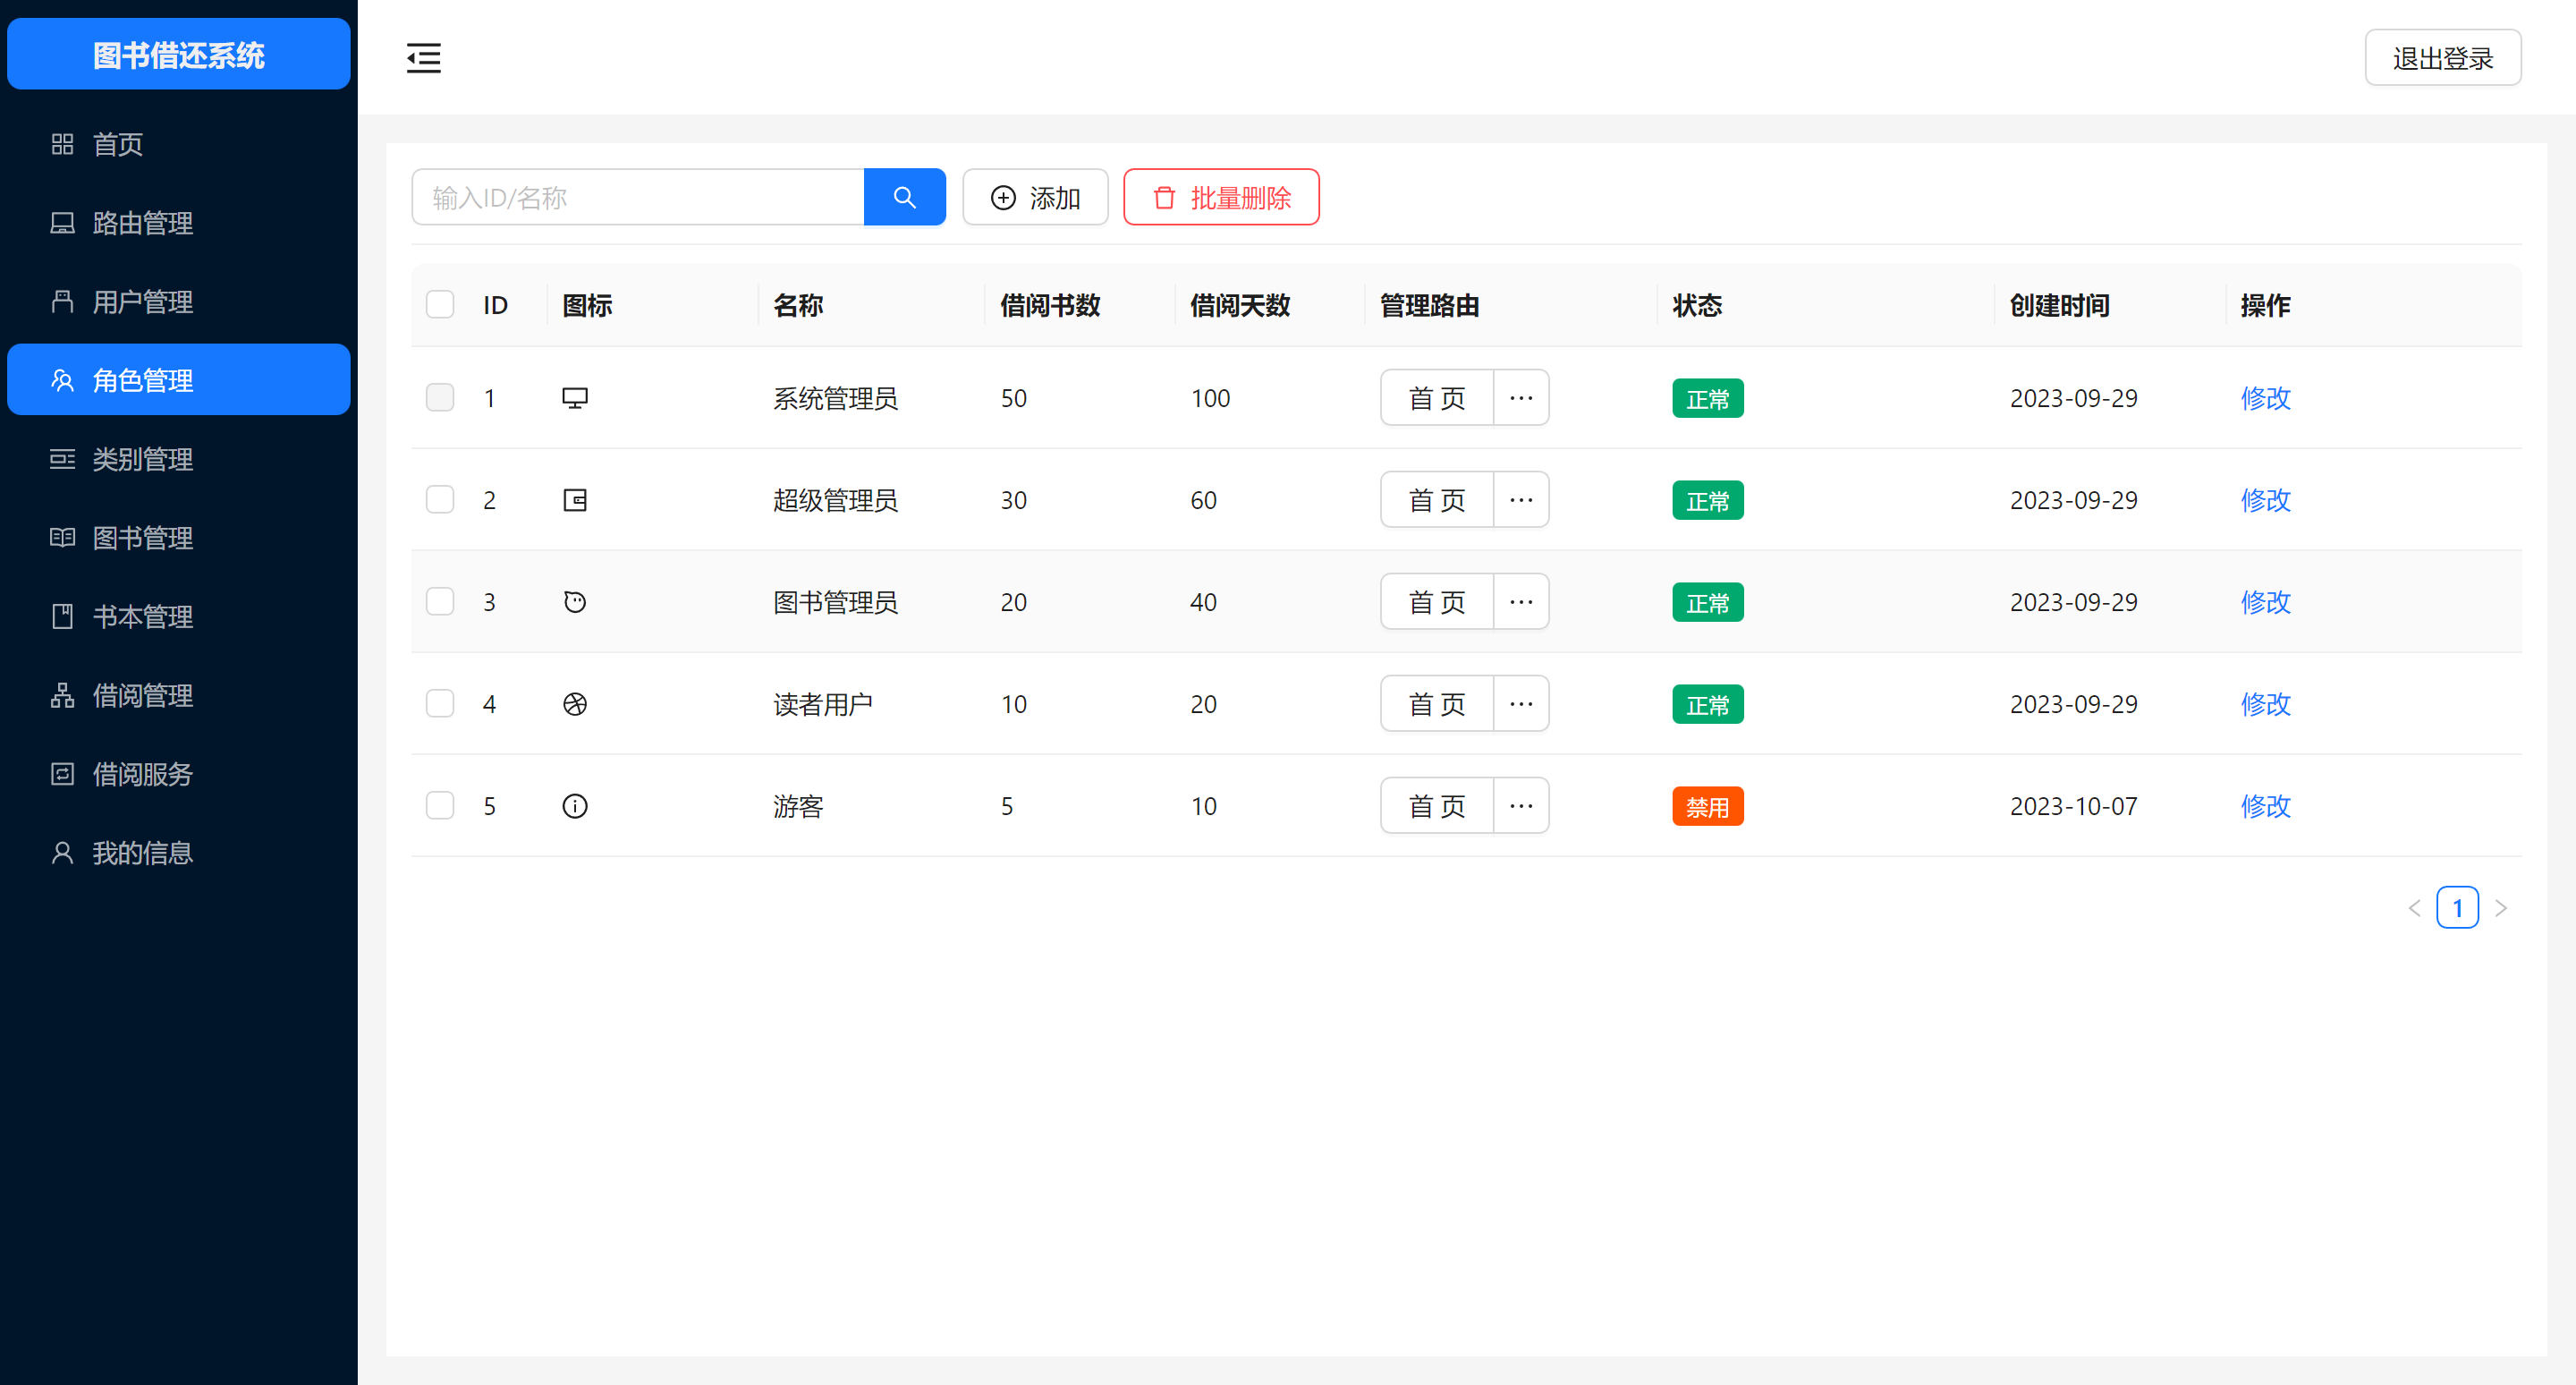 图书借还系统
首页
路由管理
用户管理
角色管理
类别管理
图书管理
书本管理
借阅管理
借阅服务
我的信息
退出登录
输入ID/名称
添加
批量删除
ID 图标 名称 借阅书数 借阅天数 管理路由 状态 创建时间 操作
1 系统管理员 50 100 首 页 ··· 正常 2023-09-29 修改
2 超级管理员 30 60 首 页 ··· 正常 2023-09-29 修改
3 图书管理员 20 40 首 页 ··· 正常 2023-09-29 修改
4 读者用户 10 20 首 页 ··· 正常 2023-09-29 修改
5 游客 5 10 首 页 ··· 禁用 2023-10-07 修改
< 1 >